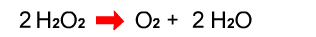 2 H₂O₂ ➡ O₂ + 2 H₂O